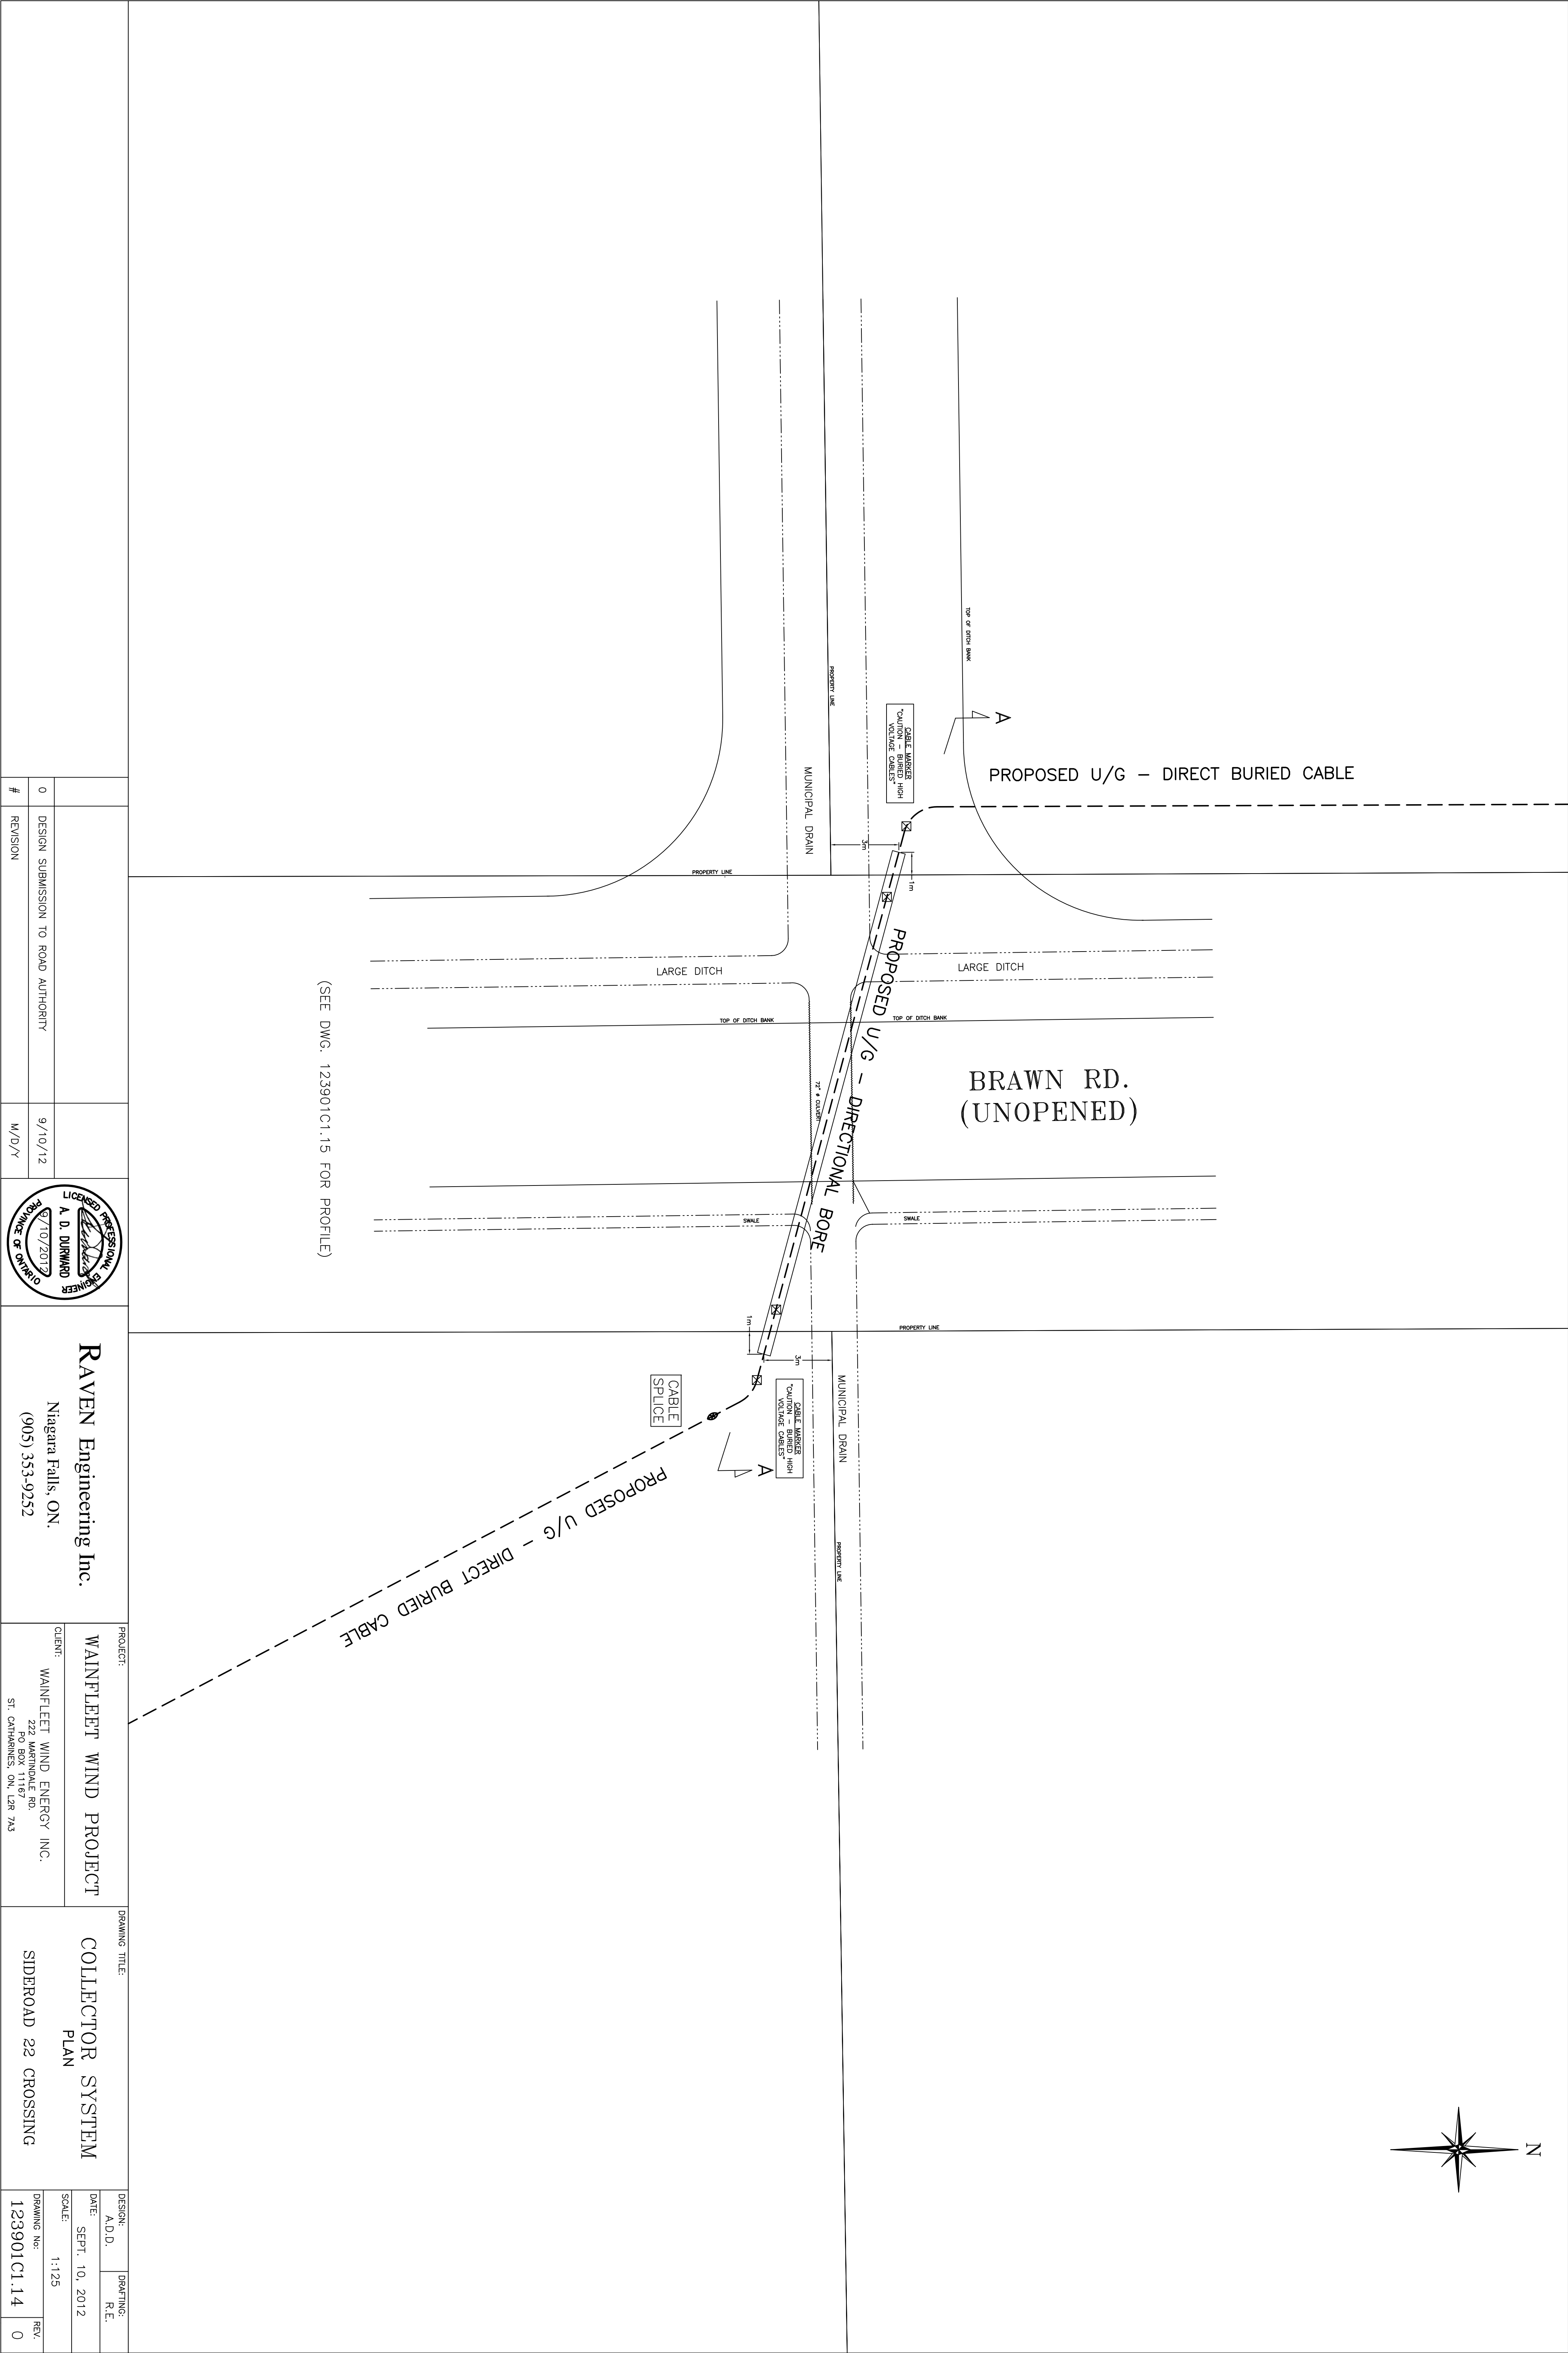 N
PROPOSED U/G – DIRECT BURIED CABLE
A
TOP OF DITCH BANK
CABLE MARKER
"CAUTION – BURIED HIGH
VOLTAGE CABLES"
PROPERTY LINE
MUNICIPAL DRAIN
3m
1m
PROPERTY LINE
LARGE DITCH
LARGE DITCH
TOP OF DITCH BANK
TOP OF DITCH BANK
BRAWN RD.
(UNOPENED)
PROPOSED U/G - DIRECTIONAL BORE
72" ø CULVERT
SWALE
SWALE
PROPERTY LINE
1m
3m
MUNICIPAL DRAIN
CABLE MARKER
"CAUTION – BURIED HIGH
VOLTAGE CABLES"
CABLE
SPLICE
A
PROPERTY LINE
PROPOSED U/G – DIRECT BURIED CABLE
(SEE DWG. 123901C1.15 FOR PROFILE)
0 DESIGN SUBMISSION TO ROAD AUTHORITY 9/10/12
# REVISION M/D/Y
LICENSED PROFESSIONAL ENGINEER
A. D. DURWARD
9/10/2012
PROVINCE OF ONTARIO
RAVEN Engineering Inc.
Niagara Falls, ON.
(905) 353-9252
PROJECT:
WAINFLEET WIND PROJECT
CLIENT:
WAINFLEET WIND ENERGY INC.
222 MARTINDALE RD.
PO BOX 11167
ST. CATHARINES, ON, L2R 7A3
DRAWING TITLE:
COLLECTOR SYSTEM
PLAN
SIDEROAD 22 CROSSING
DESIGN:
A.D.D.
DRAFTING:
R.E.
DATE:
SEPT. 10, 2012
SCALE:
1:125
DRAWING No:
123901C1.14
REV.
0